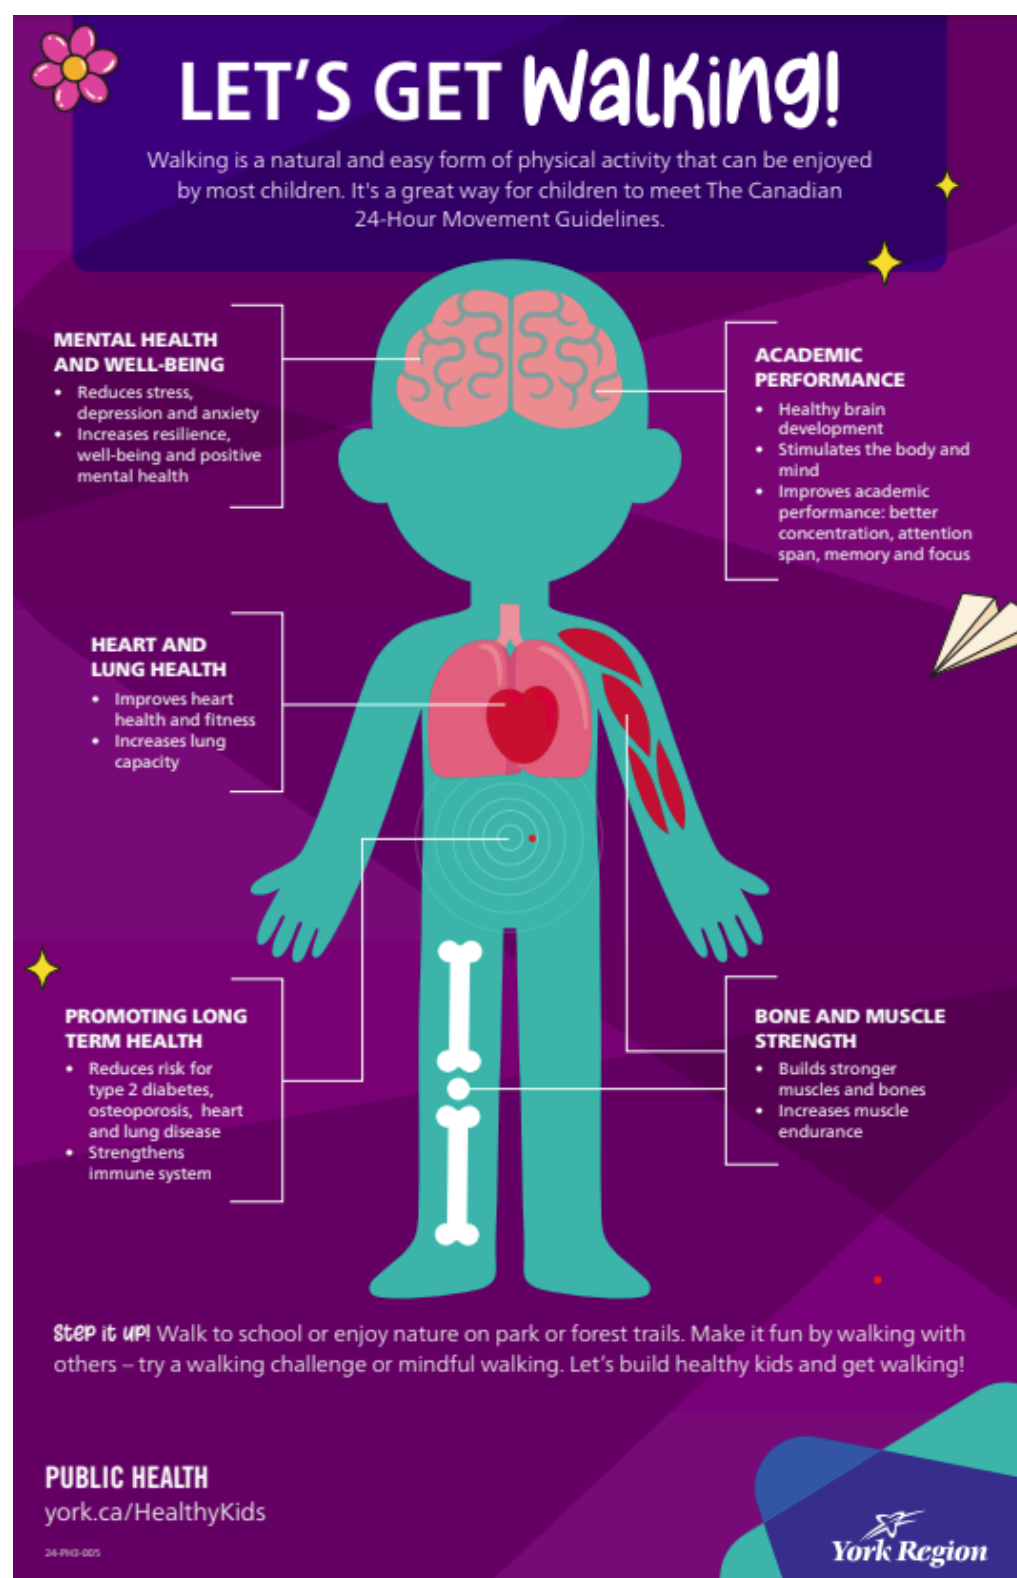 LET'S GET Walking!
Walking is a natural and easy form of physical activity that can be enjoyed
by most children. It's a great way for children to meet The Canadian
24-Hour Movement Guidelines.
MENTAL HEALTH
AND WELL-BEING
• Reduces stress,
depression and anxiety
• Increases resilience,
well-being and positive
mental health
ACADEMIC
PERFORMANCE
• Healthy brain
development
• Stimulates the body and
mind
• Improves academic
performance: better
concentration, attention
span, memory and focus
HEART AND
LUNG HEALTH
• Improves heart
health and fitness
• Increases lung
capacity
PROMOTING LONG
TERM HEALTH
• Reduces risk for
type 2 diabetes,
osteoporosis, heart
and lung disease
• Strengthens
immune system
BONE AND MUSCLE
STRENGTH
• Builds stronger
muscles and bones
• Increases muscle
endurance
Step it up! Walk to school or enjoy nature on park or forest trails. Make it fun by walking with
others – try a walking challenge or mindful walking. Let's build healthy kids and get walking!
PUBLIC HEALTH
york.ca/HealthyKids
24-PH3-005
York Region